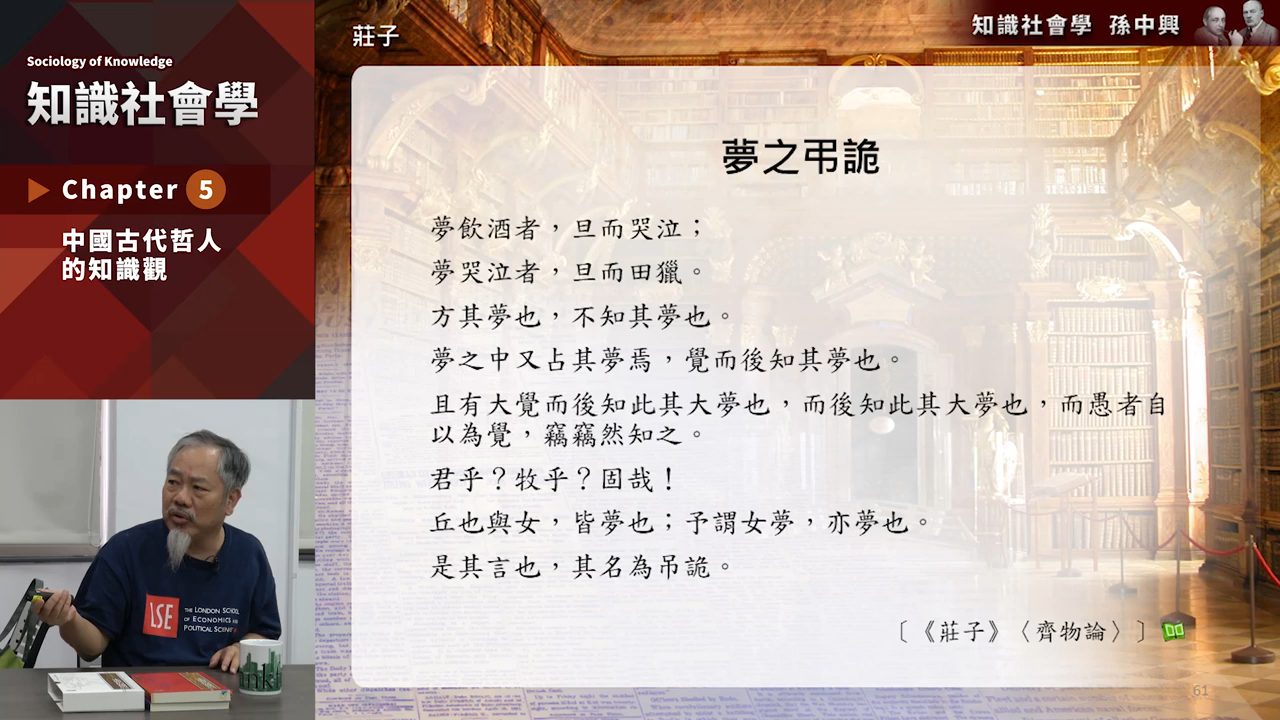 Sociology of Knowledge
知識社會學
Chapter 5
中國古代哲人
的知識觀
莊子
知識社會學 孫中興
夢之弔詭
夢飲酒者，旦而哭泣；
夢哭泣者，旦而田獵。
方其夢也，不知其夢也。
夢之中又占其夢焉，覺而後知其夢也。
且有大覺而後知此其大夢也，而後知此其大夢也，而愚者自
以為覺，竊竊然知之。
君乎？牧乎？固哉！
丘也與女，皆夢也；予謂女夢，亦夢也。
是其言也，其名為吊詭。
〔《莊子》〈齊物論〉〕
61
LSE
THE LONDON SCHOOL
OF ECONOMICS AND
POLITICAL SCIENCE